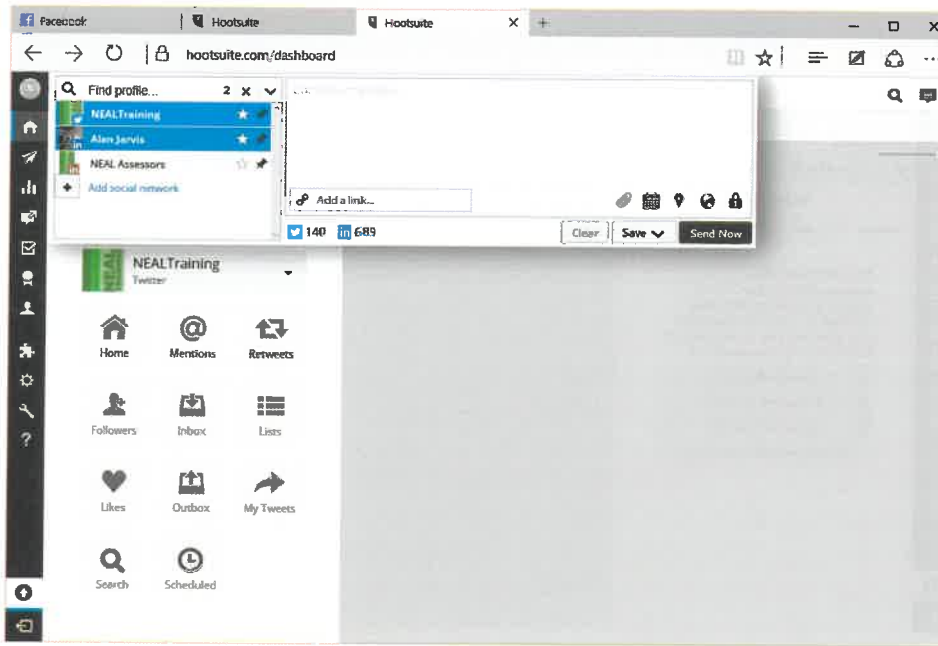 Facebook
Hootsuite
Hootsuite
hootsuite.com/dashboard
Find profile... 2
NEALTraining
Alan Jarvis
NEAL Assessors
Add social network
Add a link...
140 in 689
Clear Save Send Now
NEAL
NEALTraining
Twitter
Home Mentions Retweets
Followers Inbox Lists
Likes Outbox My Tweets
Search Scheduled